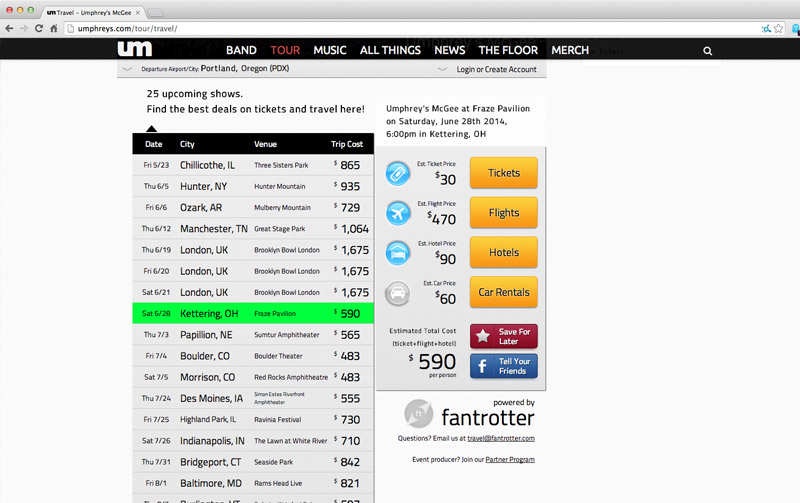 um Travel – Umphrey's McGee
umphreys.com/tour/travel/
um BAND TOUR MUSIC ALL THINGS NEWS THE FLOOR MERCH
Tickets
Departure Airport/City: Portland, Oregon (PDX)
Login or Create Account
25 upcoming shows.
Find the best deals on tickets and travel here!
Date City Venue Trip Cost
Fri 5/23 Chillicothe, IL Three Sisters Park $ 865
Thu 6/5 Hunter, NY Hunter Mountain $ 935
Fri 6/6 Ozark, AR Mulberry Mountain $ 729
Thu 6/12 Manchester, TN Great Stage Park $ 1,064
Thu 6/19 London, UK Brooklyn Bowl London $ 1,675
Fri 6/20 London, UK Brooklyn Bowl London $ 1,675
Sat 6/21 London, UK Brooklyn Bowl London $ 1,675
Sat 6/28 Kettering, OH Fraze Pavilion $ 590
Thu 7/3 Papillion, NE Sumtur Amphitheater $ 565
Fri 7/4 Boulder, CO Boulder Theater $ 483
Sat 7/5 Morrison, CO Red Rocks Amphitheatre $ 483
Thu 7/24 Des Moines, IA Simon Estes Riverfront Amphitheater $ 555
Fri 7/25 Highland Park, IL Ravinia Festival $ 730
Sat 7/26 Indianapolis, IN The Lawn at White River $ 710
Thu 7/31 Bridgeport, CT Seaside Park $ 842
Fri 8/1 Baltimore, MD Rams Head Live $ 821
Umphrey's McGee at Fraze Pavilion
on Saturday, June 28th 2014,
6:00pm in Kettering, OH
Est. Ticket Price
$30
Tickets
Est. Flight Price
$470
Flights
Est. Hotel Price
$90
Hotels
Est. Car Price
$60
Car Rentals
Estimated Total Cost
(ticket+flight+hotel)
$ 590
per person
Save For
Later
f Tell Your
Friends
powered by
fantrotter
Questions? Email us at travel@fantrotter.com
Event producer? Join our Partner Program